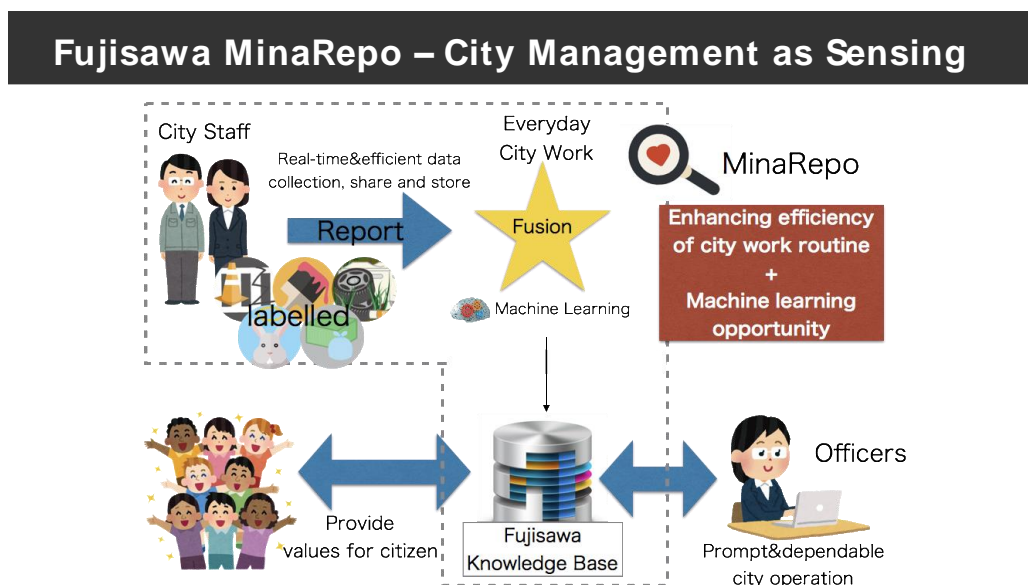 Fujisawa MinaRepo – City Management as Sensing
City Staff
Real-time&efficient data
collection, share and store
Report
labelled
Everyday
City Work
Fusion
Machine Learning
MinaRepo
Enhancing efficiency
of city work routine
+
Machine learning
opportunity
Provide
values for citizen
Fujisawa
Knowledge Base
Officers
Prompt&dependable
city operation